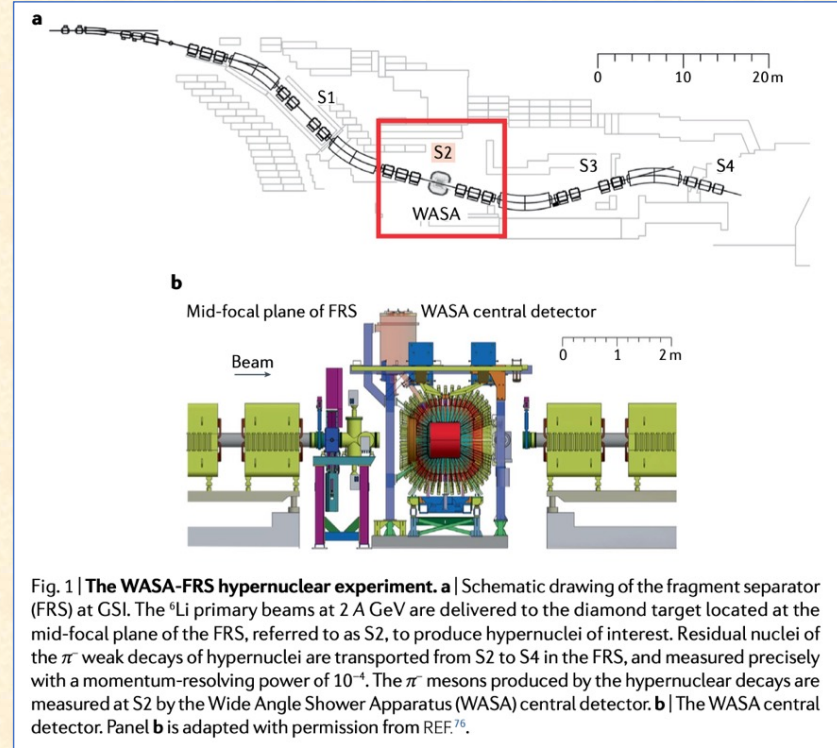 a
0 10 20 m
S1
S2
S3
S4
WASA
b
Mid-focal plane of FRS WASA central detector
Beam
0 1 2 m
Fig. 1 | The WASA-FRS hypernuclear experiment. a | Schematic drawing of the fragment separator
(FRS) at GSI. The ⁶Li primary beams at 2 A GeV are delivered to the diamond target located at the
mid-focal plane of the FRS, referred to as S2, to produce hypernuclei of interest. Residual nuclei of
the π⁻ weak decays of hypernuclei are transported from S2 to S4 in the FRS, and measured precisely
with a momentum-resolving power of 10⁻⁴. The π⁻ mesons produced by the hypernuclear decays are
measured at S2 by the Wide Angle Shower Apparatus (WASA) central detector. b | The WASA central
detector. Panel b is adapted with permission from REF.⁷⁶.